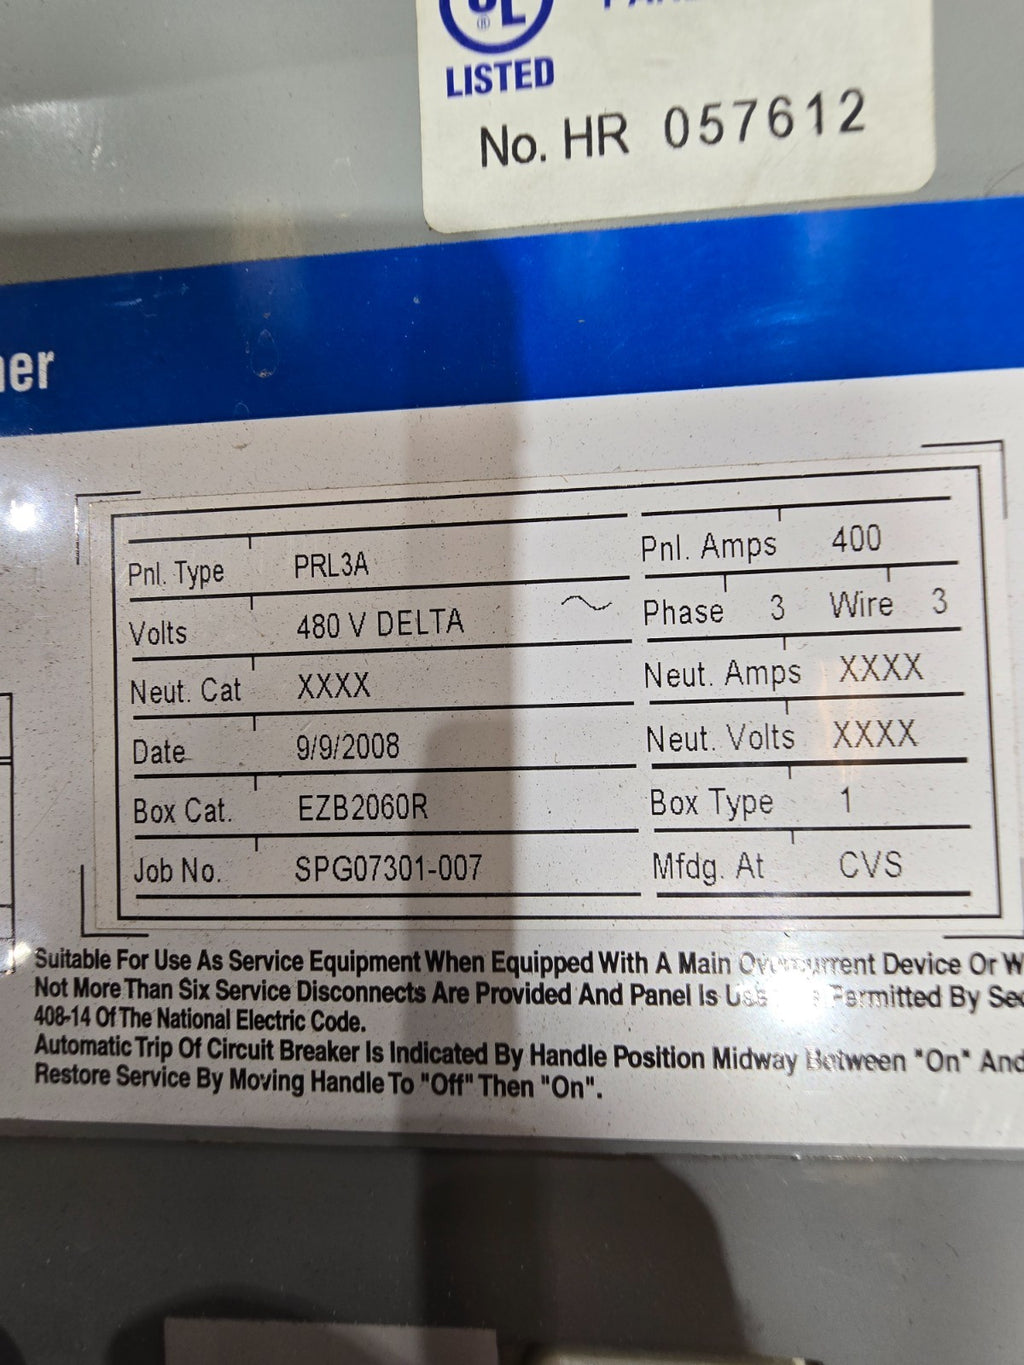 UL
®
LISTED
No. HR 057612
Pnl. Type PRL3A Pnl. Amps 400
Volts 480 V DELTA Phase 3 Wire 3
Neut. Cat XXXX Neut. Amps XXXX
Date 9/9/2008 Neut. Volts XXXX
Box Cat. EZB2060R Box Type 1
Job No. SPG07301-007 Mfdg. At CVS
Suitable For Use As Service Equipment When Equipped With A Main Overcurrent Device Or
Not More Than Six Service Disconnects Are Provided And Panel Is Permitted By
408-14 Of The National Electric Code.
Automatic Trip Of Circuit Breaker Is Indicated By Handle Position Midway Between "On" And
Restore Service By Moving Handle To "Off" Then "On".